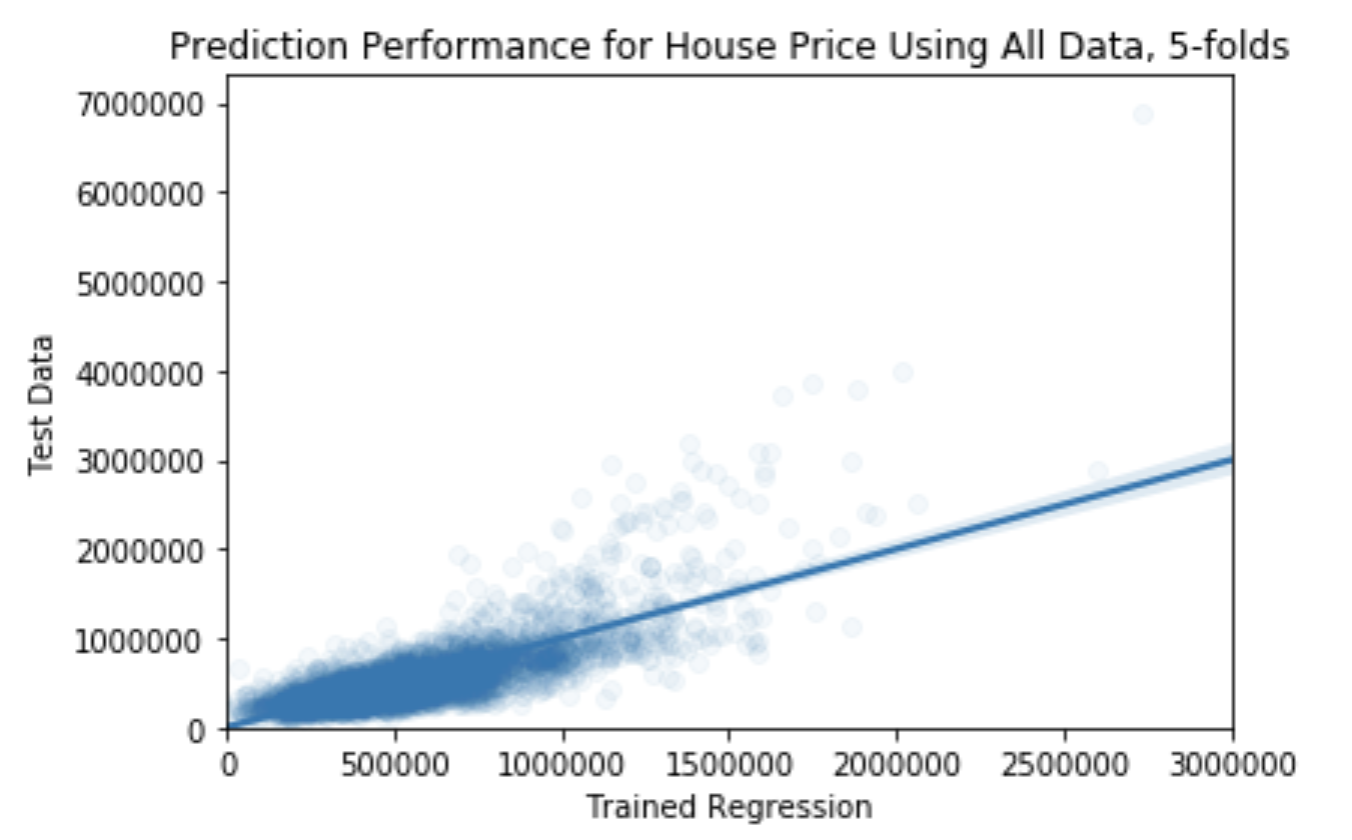 Prediction Performance for House Price Using All Data, 5-folds
7000000
6000000
5000000
4000000
3000000
2000000
1000000
0
Test Data
0 500000 1000000 1500000 2000000 2500000 3000000
Trained Regression